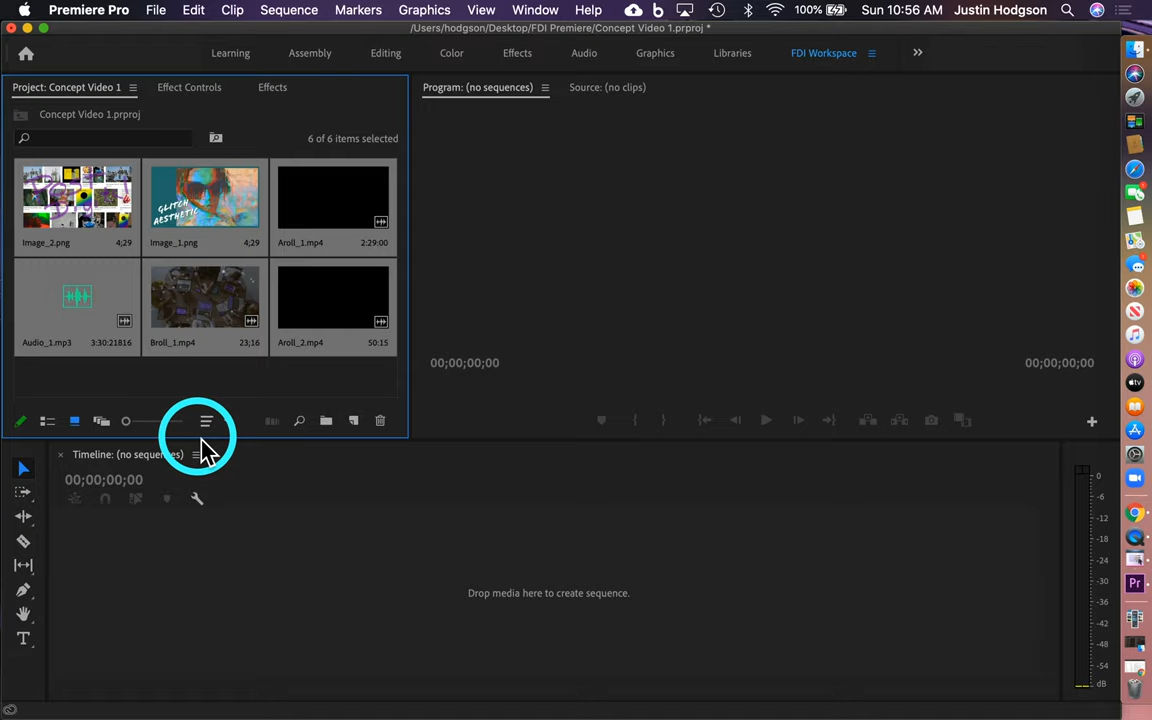 Premiere Pro File Edit Clip Sequence Markers Graphics View Window Help 100% Sun 10:56 AM Justin Hodgson
/Users/hodgson/Desktop/FDI Premiere/Concept Video 1.prproj *
Learning Assembly Editing Color Effects Audio Graphics Libraries FDI Workspace
Project: Concept Video 1 Effect Controls Effects Program: (no sequences) Source: (no clips)
Concept Video 1.prproj
6 of 6 items selected
GLITCH
AESTHETIC
Image_2.png 4;29 Image_1.png 4;29 Aroll_1.mp4 2:29:00
Audio_1.mp3 3:30:21816 Broll_1.mp4 23;16 Aroll_2.mp4 50:15
00;00;00;00 00;00;00;00
Timeline: (no sequences)
00;00;00;00
Drop media here to create sequence.
0
-6
-12
-18
-24
-30
-36
-42
-48
-54
dB
tv
Pr
T